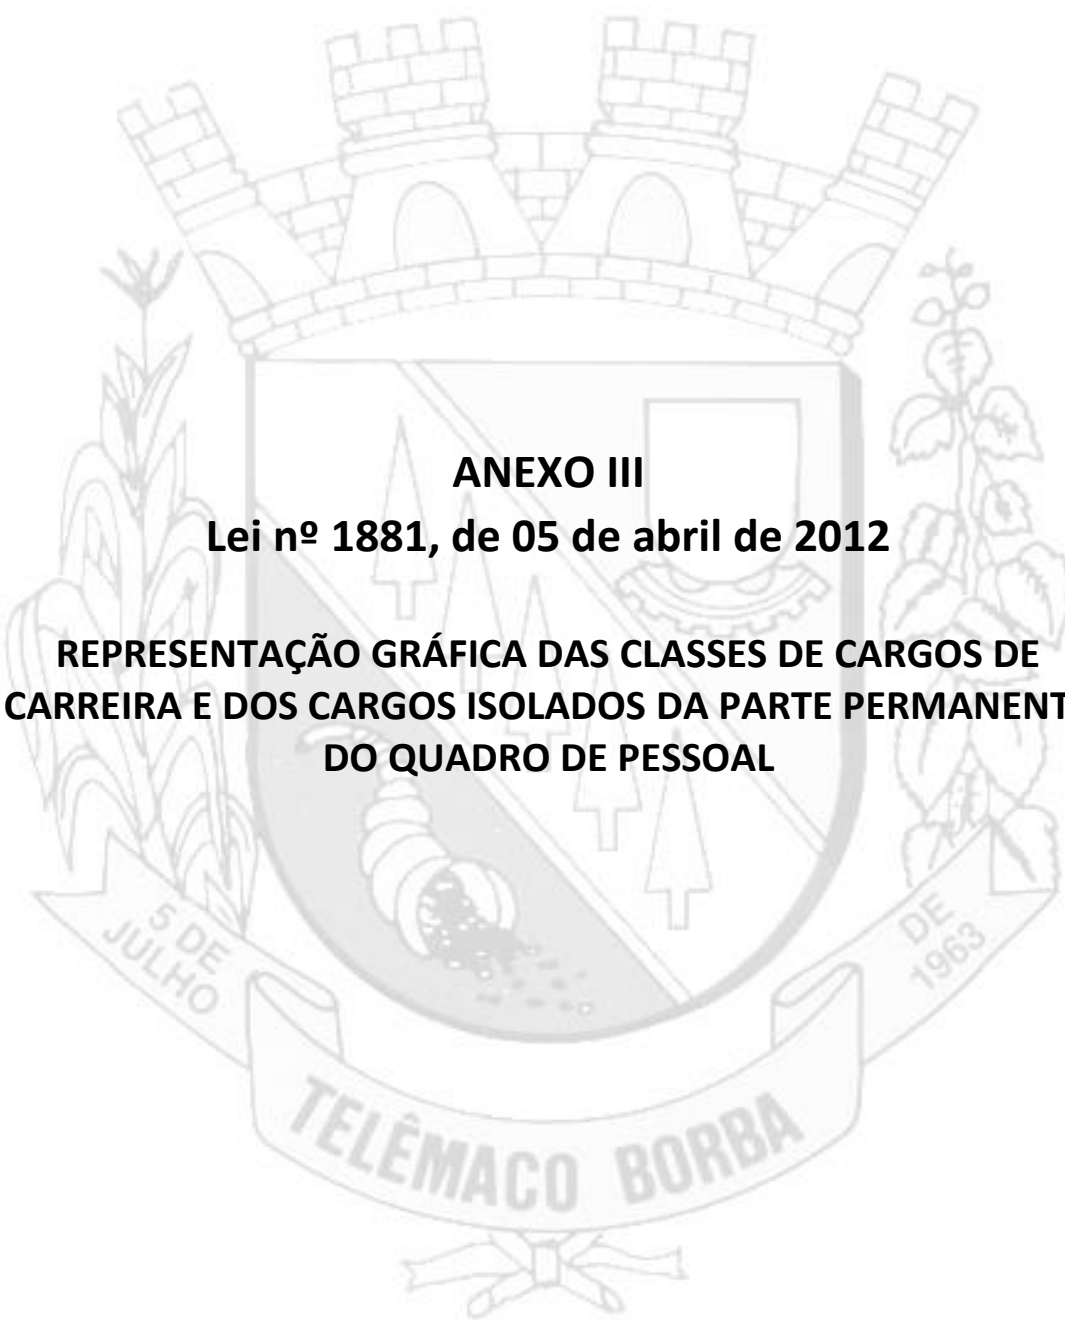 ANEXO III
Lei nº 1881, de 05 de abril de 2012
REPRESENTAÇÃO GRÁFICA DAS CLASSES DE CARGOS DE
CARREIRA E DOS CARGOS ISOLADOS DA PARTE PERMANENT
DO QUADRO DE PESSOAL
5 DE
JULHO
DE
1963
TELÊMACO BORBA